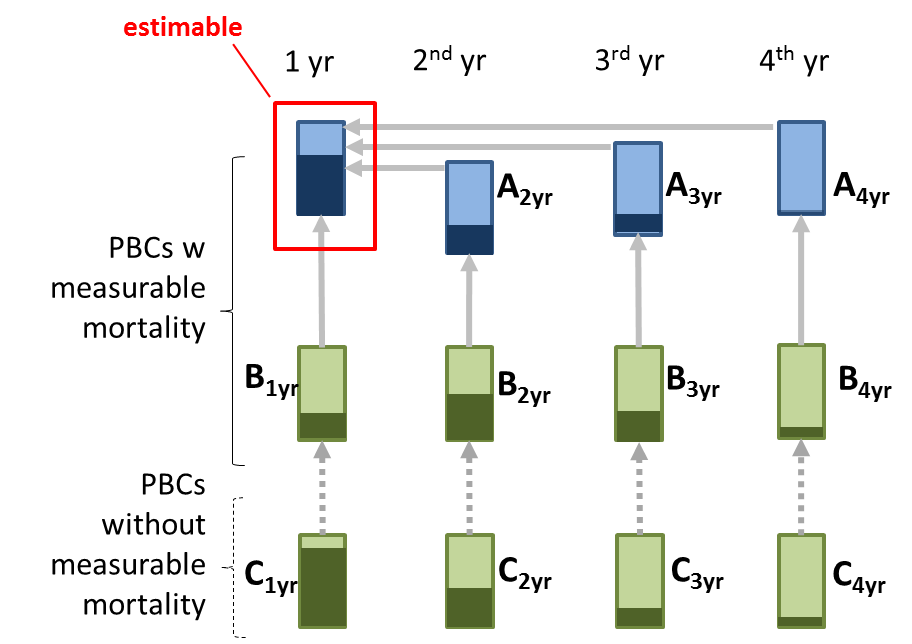 estimable
1 yr
2nd yr
3rd yr
4th yr
A2yr
A3yr
A4yr
PBCs w
measurable
mortality
B1yr
B2yr
B3yr
B4yr
PBCs
without
measurable
mortality
C1yr
C2yr
C3yr
C4yr